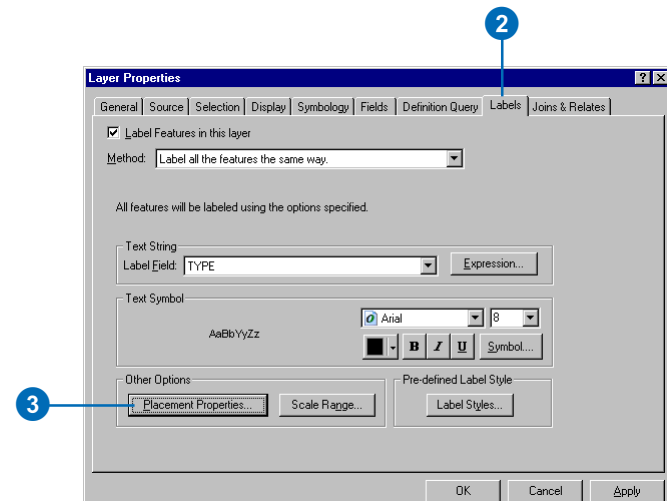 2
Layer Properties
General Source Selection Display Symbology Fields Definition Query Labels Joins & Relates
Label Features in this layer
Method: Label all the features the same way.
All features will be labeled using the options specified.
Text String
Label Field: TYPE Expression...
Text Symbol
AaBbYyZz
Arial 8
B I U Symbol....
Other Options Pre-defined Label Style
3 Placement Properties... Scale Range... Label Styles...
OK Cancel Apply